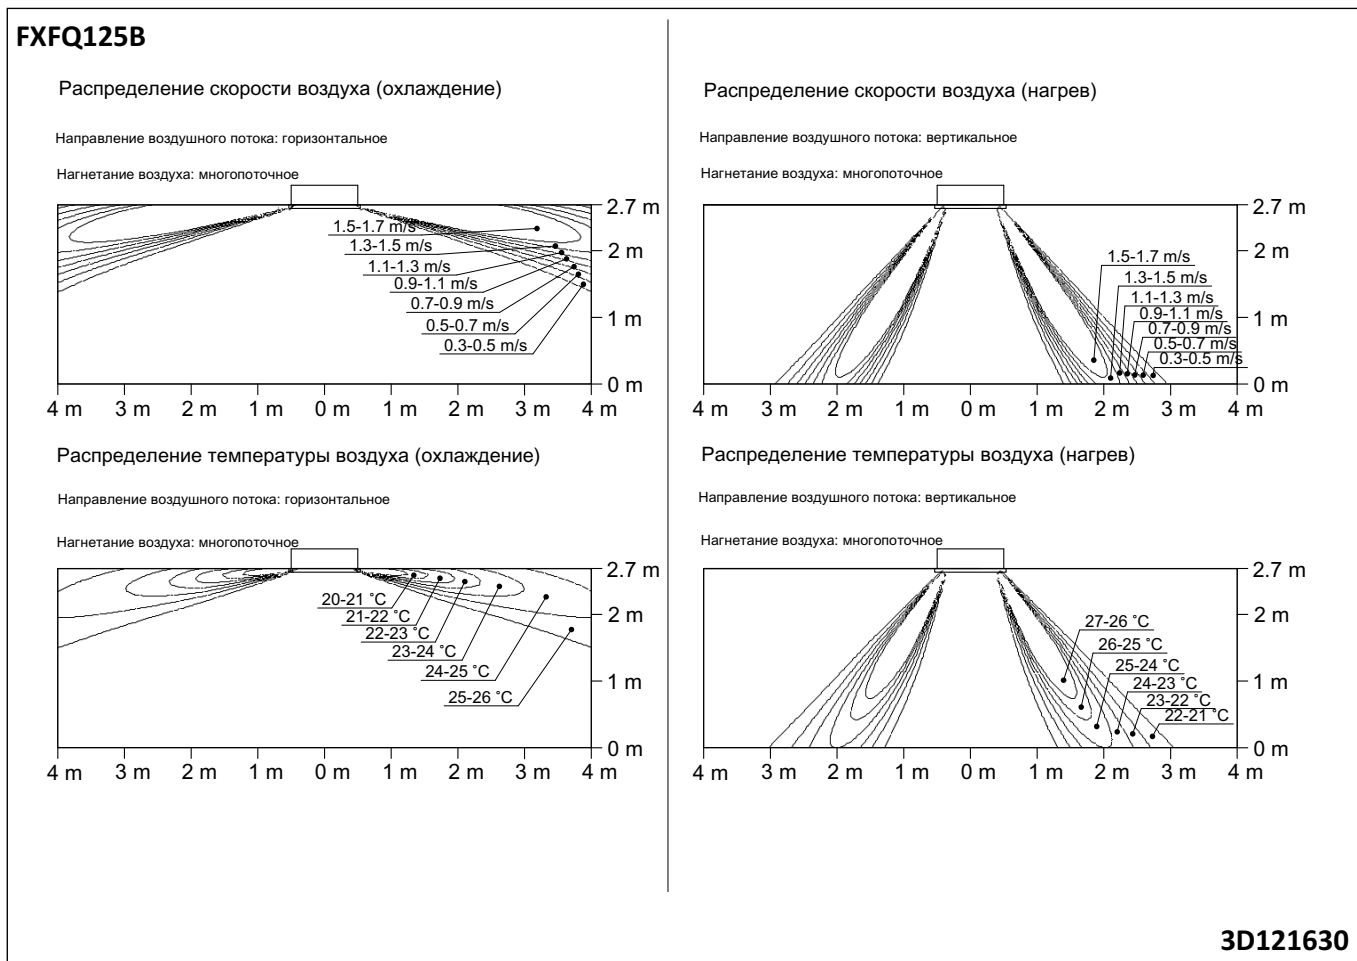 FXFQ125B
Распределение скорости воздуха (охлаждение)
Направление воздушного потока: горизонтальное
Нагнетание воздуха: многопоточное
2.7 m
1.5-1.7 m/s
1.3-1.5 m/s
2 m
1.1-1.3 m/s
0.9-1.1 m/s
0.7-0.9 m/s
1 m
0.5-0.7 m/s
0.3-0.5 m/s
0 m
4 m 3 m 2 m 1 m 0 m 1 m 2 m 3 m 4 m
Распределение температуры воздуха (охлаждение)
Направление воздушного потока: горизонтальное
Нагнетание воздуха: многопоточное
2.7 m
20-21 ˚C
21-22 ˚C
2 m
22-23 ˚C
23-24 ˚C
24-25 ˚C
1 m
25-26 ˚C
0 m
4 m 3 m 2 m 1 m 0 m 1 m 2 m 3 m 4 m
Распределение скорости воздуха (нагрев)
Направление воздушного потока: вертикальное
Нагнетание воздуха: многопоточное
2.7 m
2 m
1.5-1.7 m/s
1.3-1.5 m/s
1.1-1.3 m/s
1 m
0.9-1.1 m/s
0.7-0.9 m/s
0.5-0.7 m/s
0.3-0.5 m/s
0 m
4 m 3 m 2 m 1 m 0 m 1 m 2 m 3 m 4 m
Распределение температуры воздуха (нагрев)
Направление воздушного потока: вертикальное
Нагнетание воздуха: многопоточное
2.7 m
2 m
27-26 ˚C
26-25 ˚C
25-24 ˚C
1 m
24-23 ˚C
23-22 ˚C
22-21 ˚C
0 m
4 m 3 m 2 m 1 m 0 m 1 m 2 m 3 m 4 m
3D121630